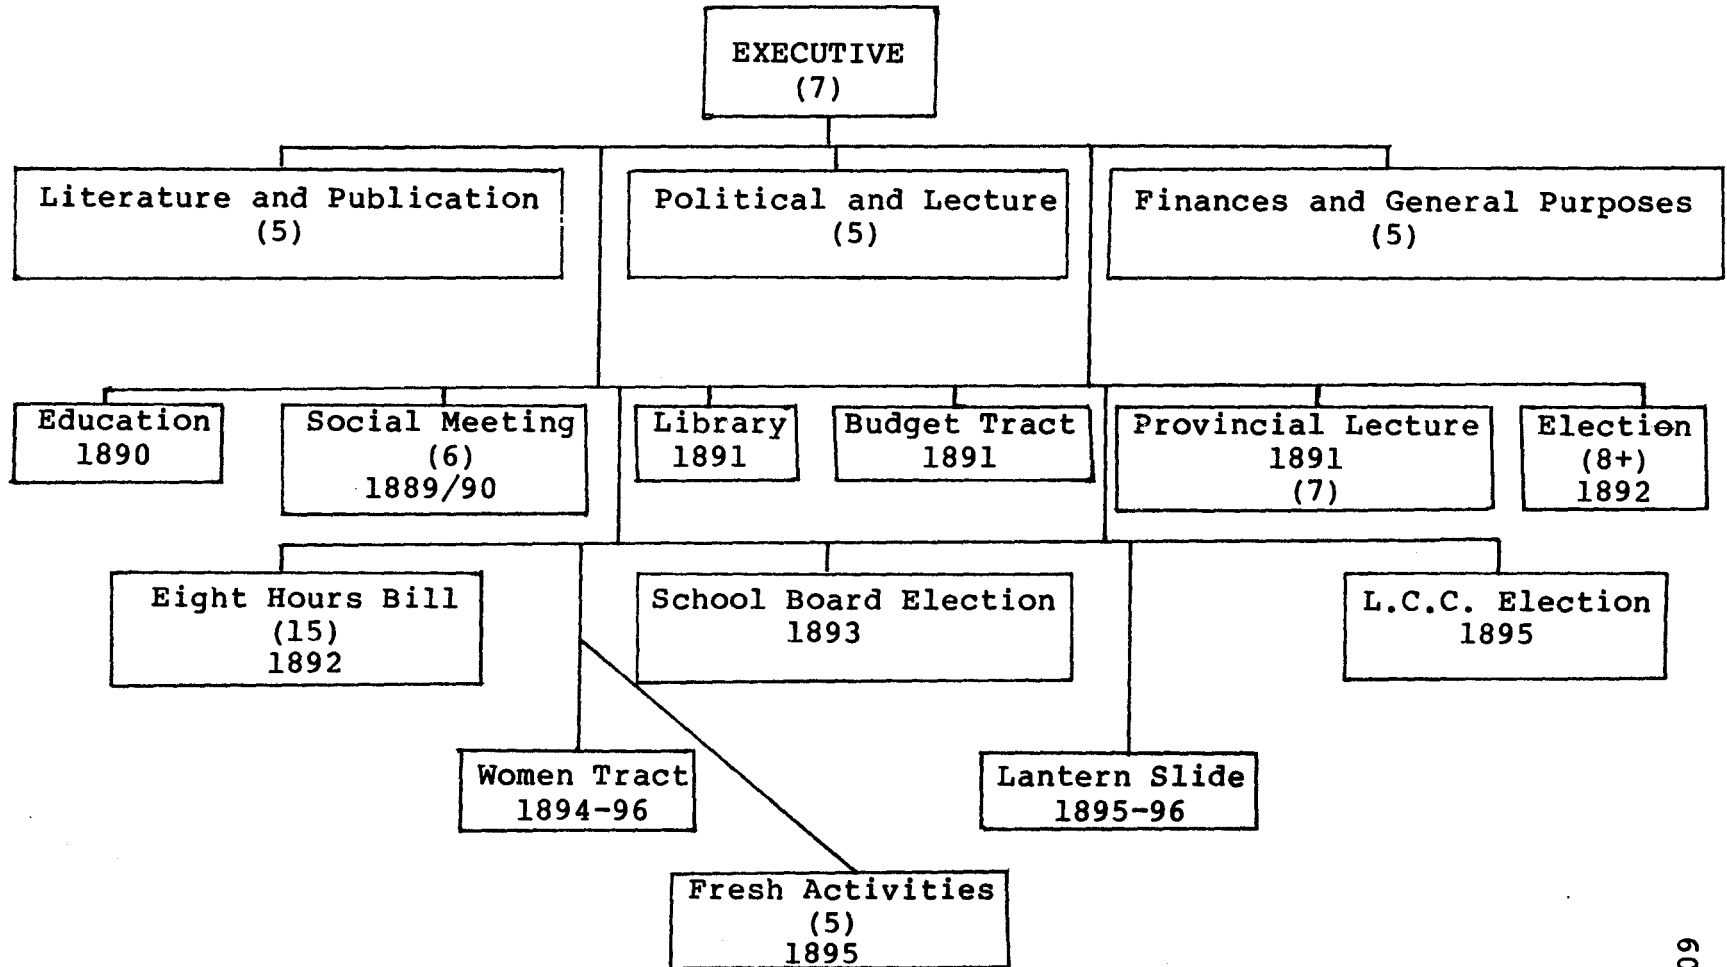 EXECUTIVE
(7)
Literature and Publication
(5)
Political and Lecture
(5)
Finances and General Purposes
(5)
Education
1890
Social Meeting
(6)
1889/90
Library
1891
Budget Tract
1891
Provincial Lecture
1891
(7)
Election
(8+)
1892
Eight Hours Bill
(15)
1892
School Board Election
1893
L.C.C. Election
1895
Women Tract
1894-96
Lantern Slide
1895-96
Fresh Activities
(5)
1895